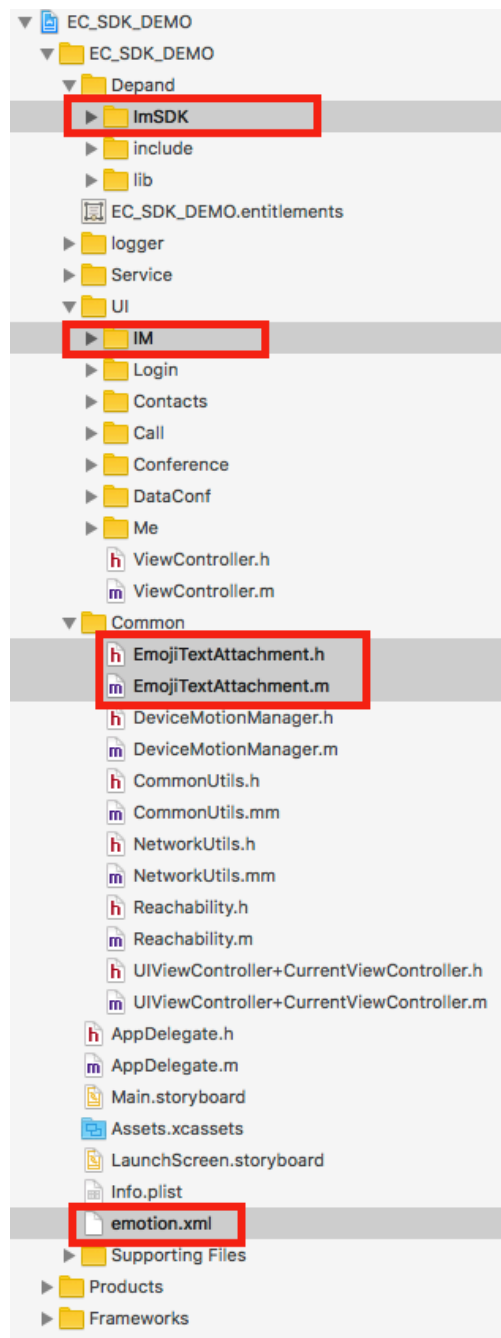 EC_SDK_DEMO
EC_SDK_DEMO
Depand
ImSDK
include
lib
EC_SDK_DEMO.entitlements
logger
Service
UI
IM
Login
Contacts
Call
Conference
DataConf
Me
h ViewController.h
m ViewController.m
Common
h EmojiTextAttachment.h
m EmojiTextAttachment.m
h DeviceMotionManager.h
m DeviceMotionManager.m
h CommonUtils.h
m CommonUtils.mm
h NetworkUtils.h
m NetworkUtils.mm
h Reachability.h
m Reachability.m
h UIViewController+CurrentViewController.h
m UIViewController+CurrentViewController.m
h AppDelegate.h
m AppDelegate.m
Main.storyboard
Assets.xcassets
LaunchScreen.storyboard
Info.plist
emotion.xml
Supporting Files
Products
Frameworks